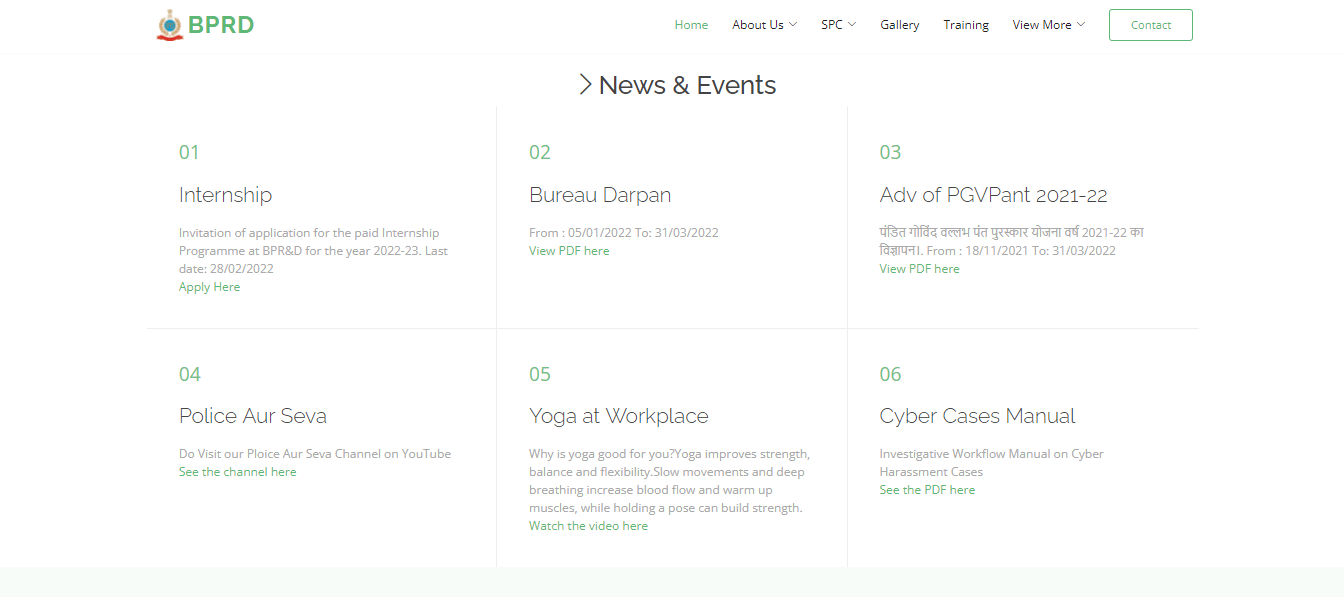 BPRD
Home About Us SPC Gallery Training View More Contact
News & Events
01
Internship
Invitation of application for the paid Internship
Programme at BPR&D for the year 2022-23. Last
date: 28/02/2022
Apply Here
02
Bureau Darpan
From : 05/01/2022 To: 31/03/2022
View PDF here
03
Adv of PGVPant 2021-22
पंडित गोविंद वल्लभ पंत पुरस्कार योजना वर्ष 2021-22 का
विज्ञापन।. From : 18/11/2021 To: 31/03/2022
View PDF here
04
Police Aur Seva
Do Visit our Ploice Aur Seva Channel on YouTube
See the channel here
05
Yoga at Workplace
Why is yoga good for you?Yoga improves strength,
balance and flexibility.Slow movements and deep
breathing increase blood flow and warm up
muscles, while holding a pose can build strength.
Watch the video here
06
Cyber Cases Manual
Investigative Workflow Manual on Cyber
Harassment Cases
See the PDF here